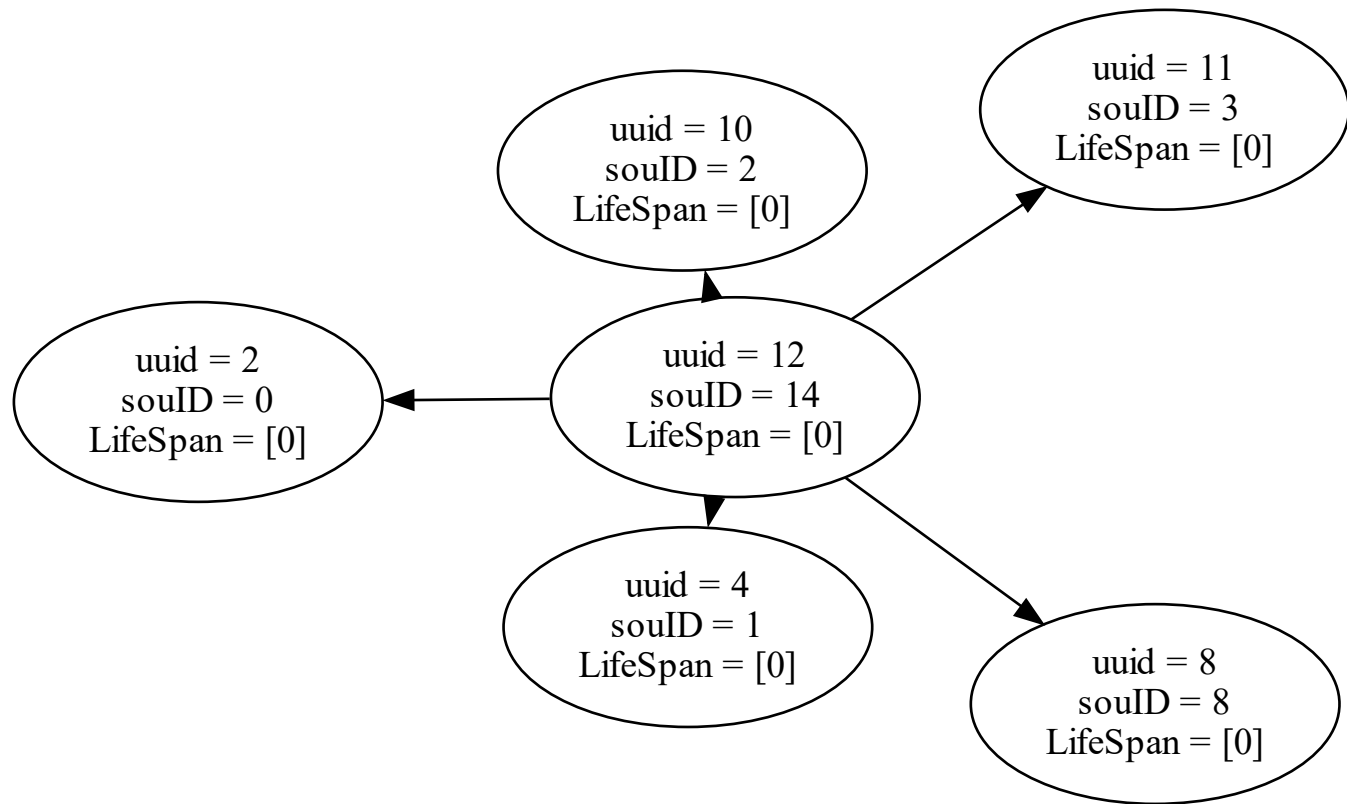 uuid = 11
souID = 3
LifeSpan = [0]
uuid = 10
souID = 2
LifeSpan = [0]
uuid = 2
souID = 0
LifeSpan = [0]
uuid = 12
souID = 14
LifeSpan = [0]
uuid = 4
souID = 1
LifeSpan = [0]
uuid = 8
souID = 8
LifeSpan = [0]